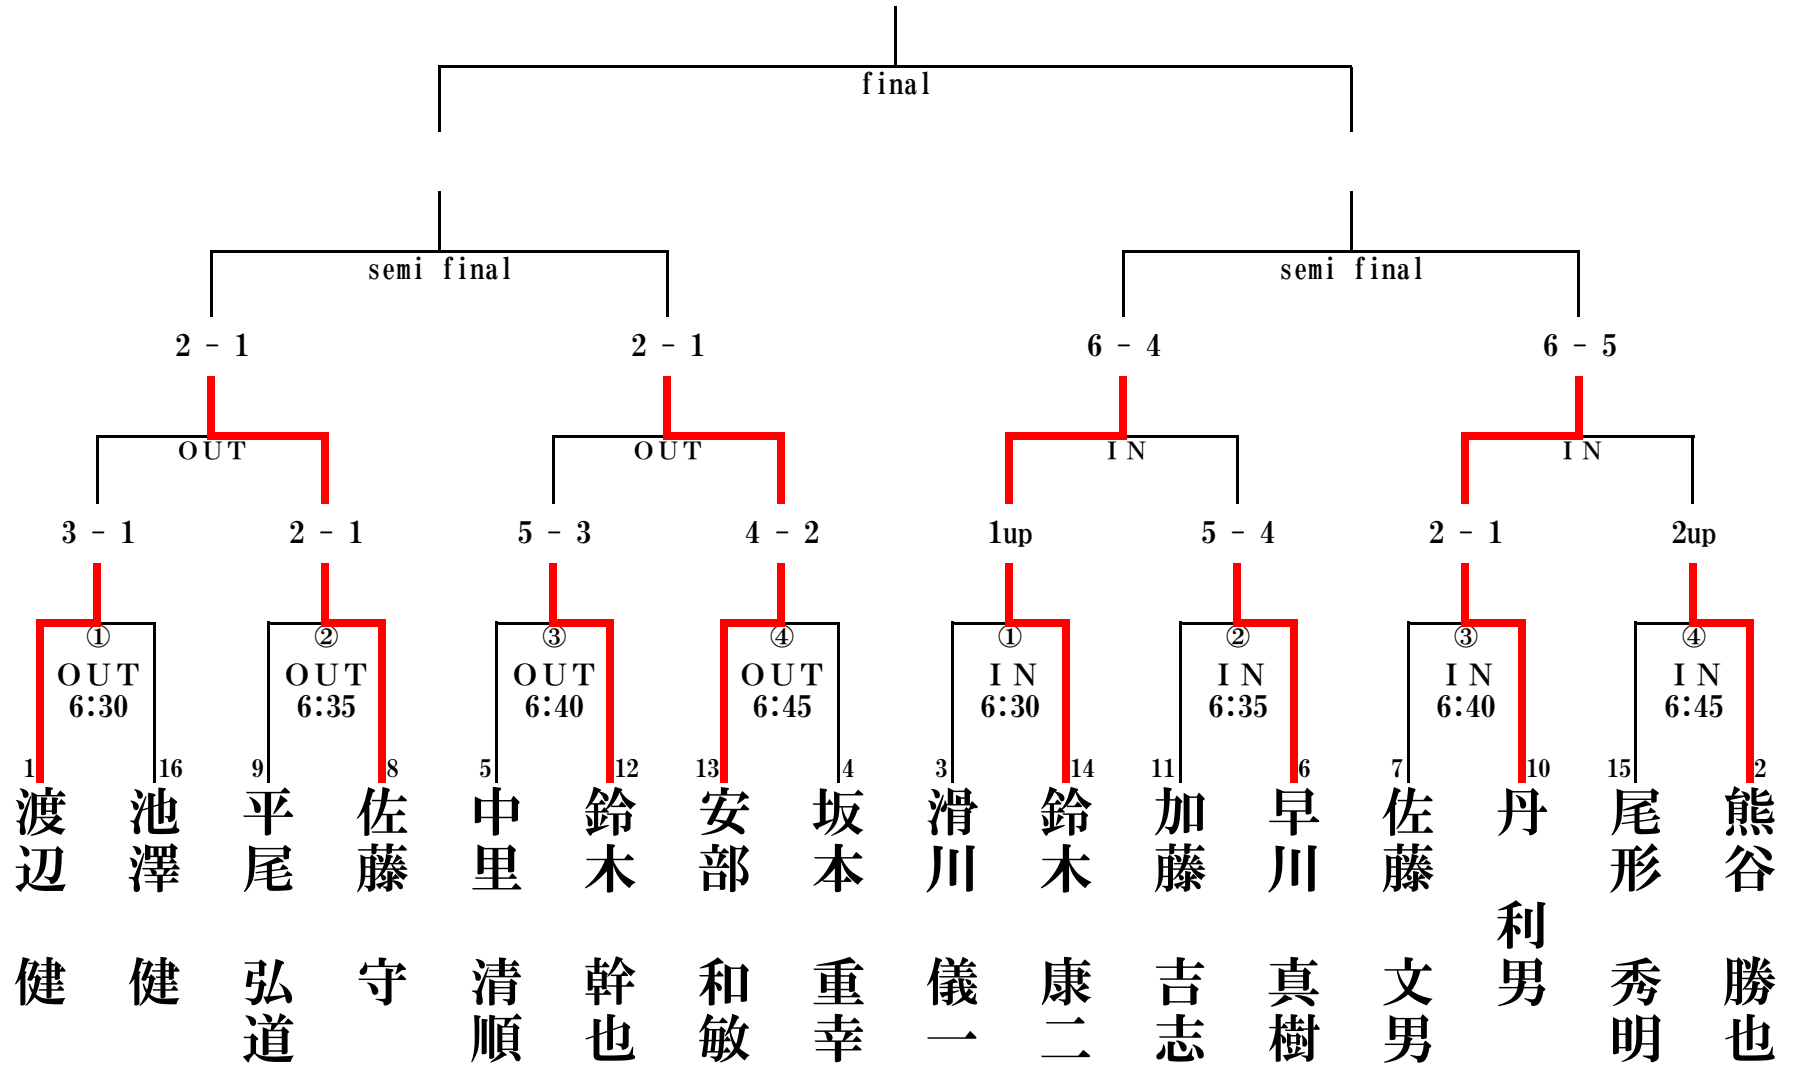 final
semi final
semi final
2 - 1
2 - 1
6 - 4
6 - 5
OUT
OUT
IN
IN
3 - 1
2 - 1
5 - 3
4 - 2
1up
5 - 4
2 - 1
2up
①
OUT
6:30
②
OUT
6:35
③
OUT
6:40
④
OUT
6:45
①
IN
6:30
②
IN
6:35
③
IN
6:40
④
IN
6:45
1
渡辺 健
16
池澤 健
9
平尾 弘道
8
佐藤 守
5
中里 清順
12
鈴木 幹也
13
安部 和敏
4
坂本 重幸
3
滑川 儀一
14
鈴木 康二
11
加藤 吉志
6
早川 真樹
7
佐藤 文男
10
丹 利男
15
尾形 秀明
2
熊谷 勝也